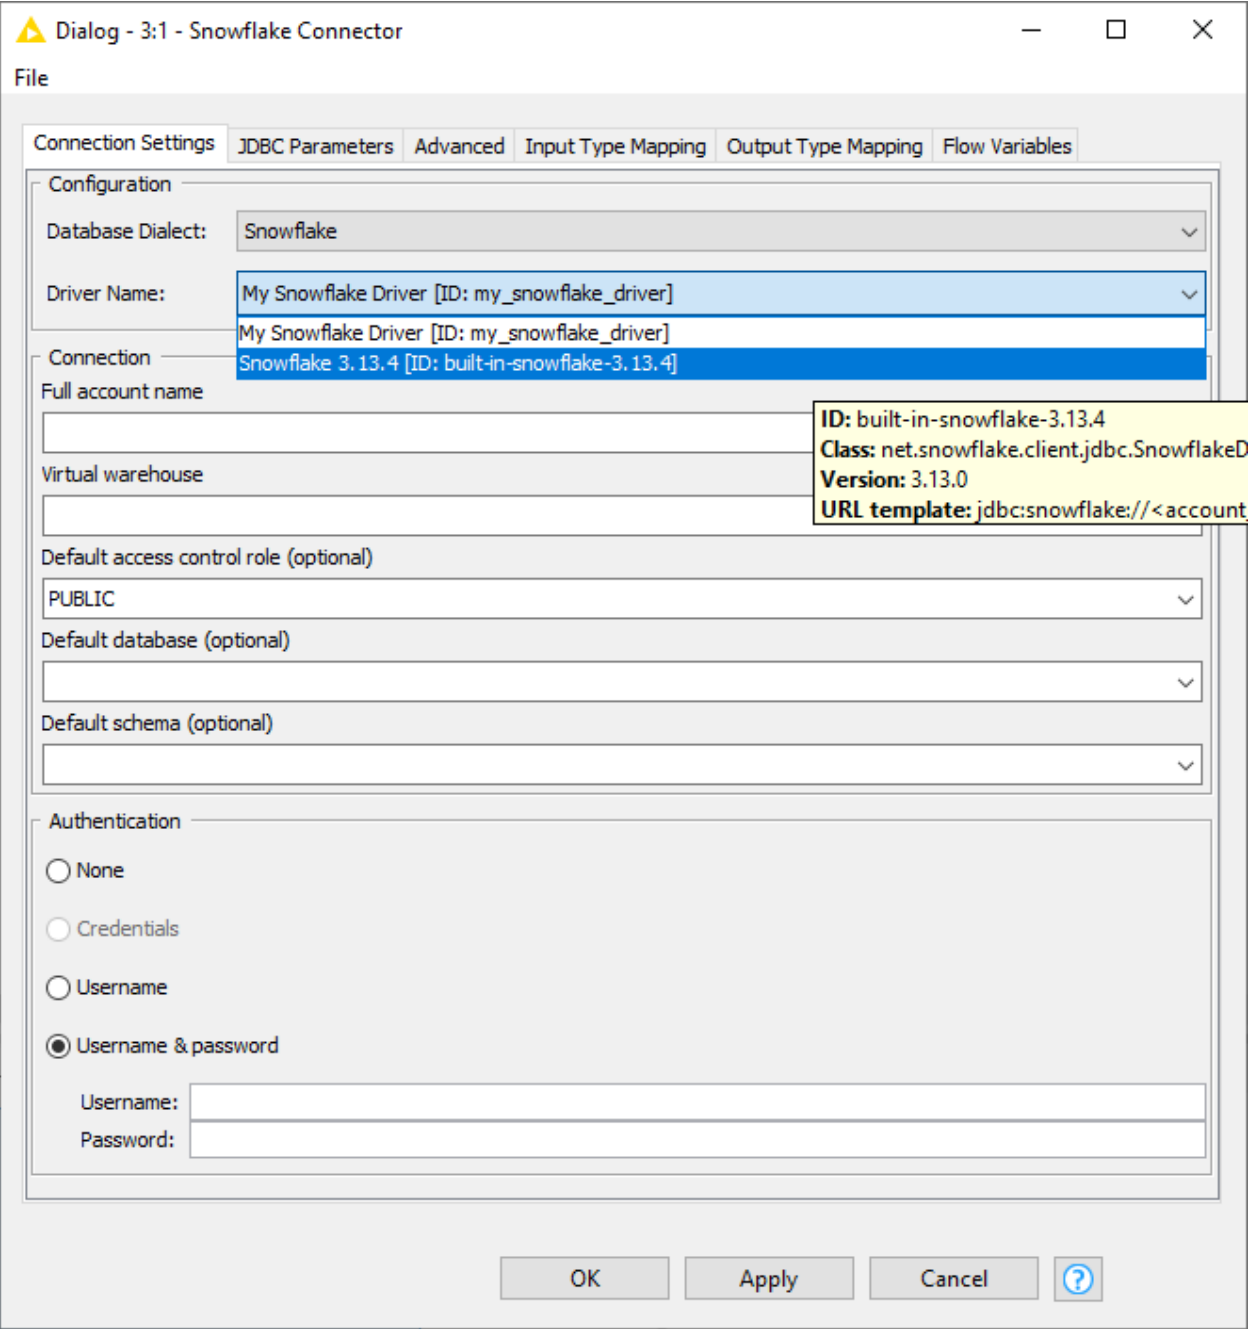 Dialog - 3:1 - Snowflake Connector
File
Connection Settings JDBC Parameters Advanced Input Type Mapping Output Type Mapping Flow Variables
Configuration
Database Dialect: Snowflake
Driver Name: My Snowflake Driver [ID: my_snowflake_driver]
My Snowflake Driver [ID: my_snowflake_driver]
Snowflake 3.13.4 [ID: built-in-snowflake-3.13.4]
Connection
Full account name
ID: built-in-snowflake-3.13.4
Class: net.snowflake.client.jdbc.SnowflakeD
Version: 3.13.0
URL template: jdbc:snowflake://<account_
Virtual warehouse
Default access control role (optional)
PUBLIC
Default database (optional)
Default schema (optional)
Authentication
None
Credentials
Username
Username & password
Username:
Password:
OK Apply Cancel ?